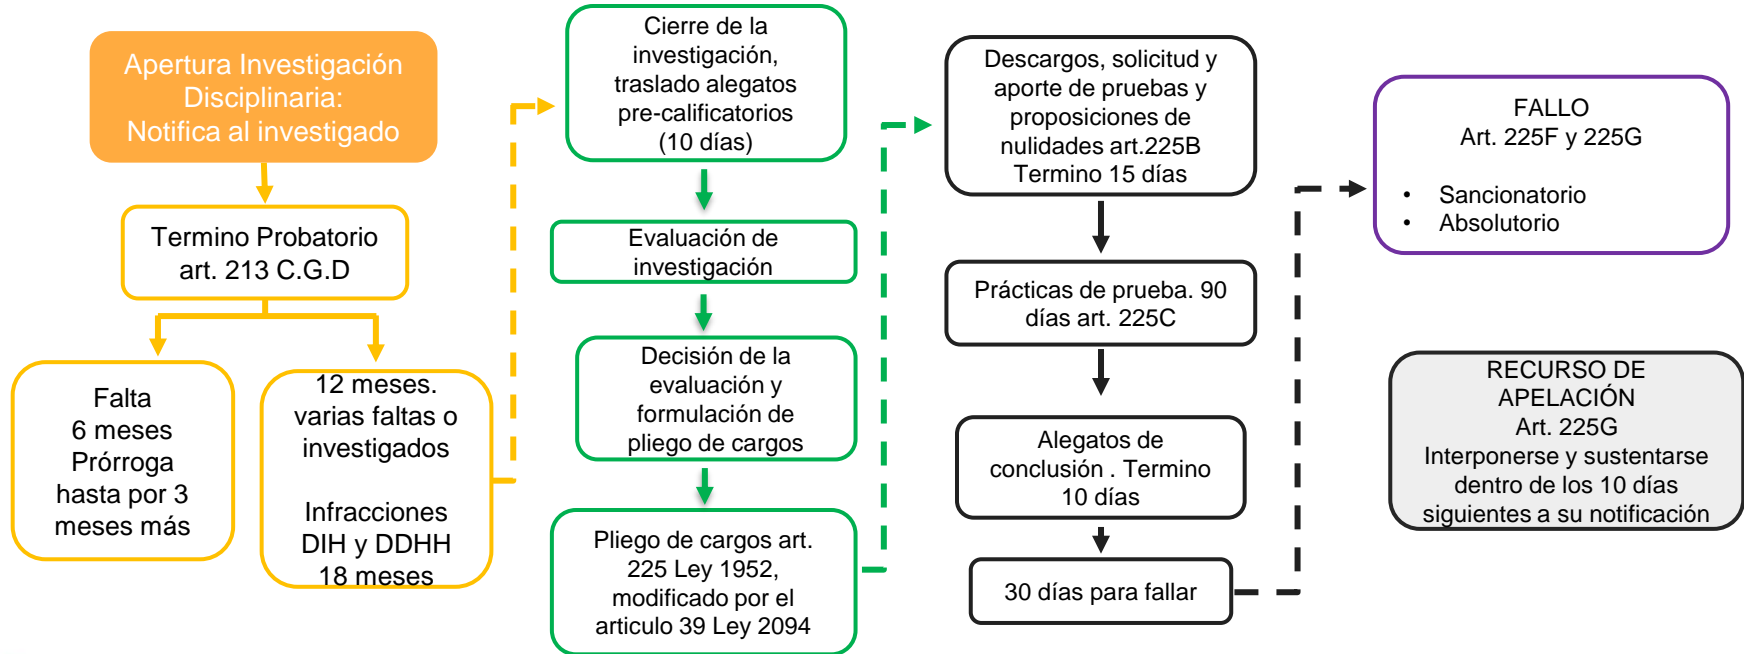 Apertura Investigación
Disciplinaria:
Notifica al investigado
Termino Probatorio
art. 213 C.G.D
Falta
6 meses
Prórroga
hasta por 3
meses más
12 meses.
varias faltas o
investigados
Infracciones
DIH y DDHH
18 meses
Cierre de la
investigación,
traslado alegatos
pre-calificatorios
(10 días)
Evaluación de
investigación
Decisión de la
evaluación y
formulación de
pliego de cargos
Pliego de cargos art.
225 Ley 1952,
modificado por el
articulo 39 Ley 2094
Descargos, solicitud y
aporte de pruebas y
proposiciones de
nulidades art.225B
Termino 15 días
Prácticas de prueba. 90
días art. 225C
Alegatos de
conclusión . Termino
10 días
30 días para fallar
FALLO
Art. 225F y 225G
• Sancionatorio
• Absolutorio
RECURSO DE
APELACIÓN
Art. 225G
Interponerse y sustentarse
dentro de los 10 días
siguientes a su notificación